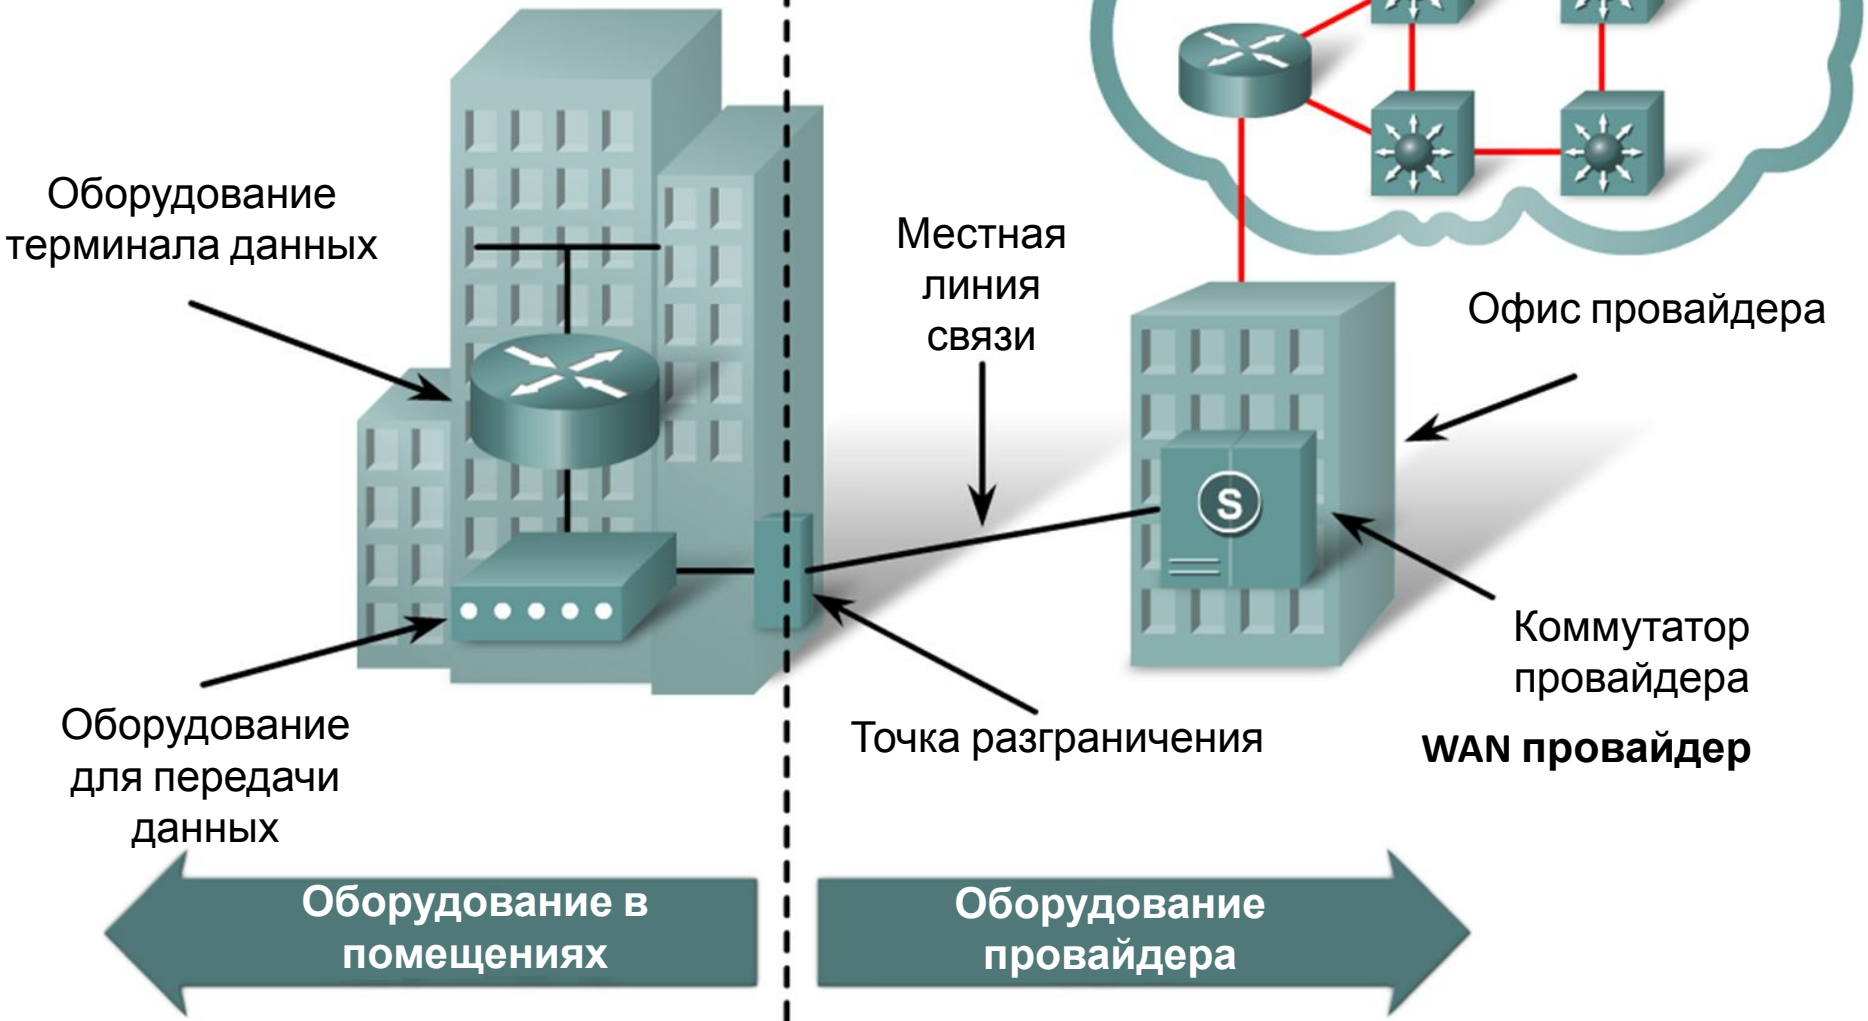 Оборудование
терминала данных
Местная
линия
связи
Офис провайдера
S
Коммутатор
провайдера
WAN провайдер
Точка разграничения
Оборудование
для передачи
данных
Оборудование в
помещениях
Оборудование
провайдера